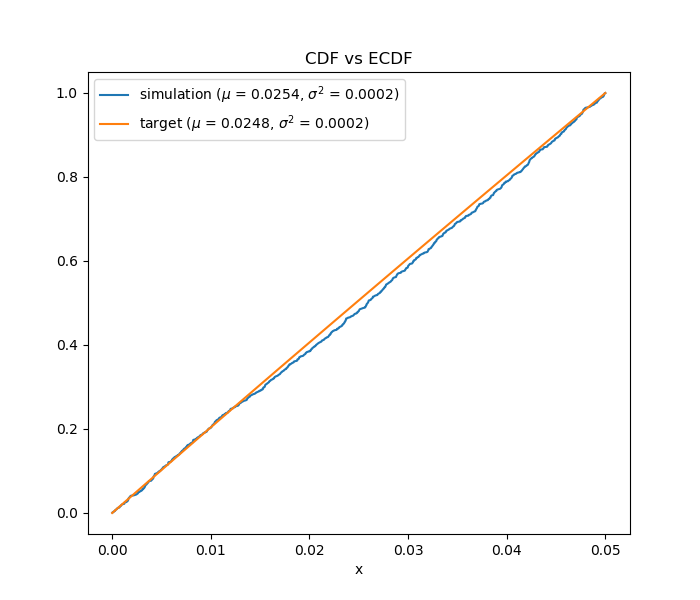 CDF vs ECDF
simulation (μ = 0.0254, σ² = 0.0002)
target (μ = 0.0248, σ² = 0.0002)
1.0
0.8
0.6
0.4
0.2
0.0
0.00 0.01 0.02 0.03 0.04 0.05
x